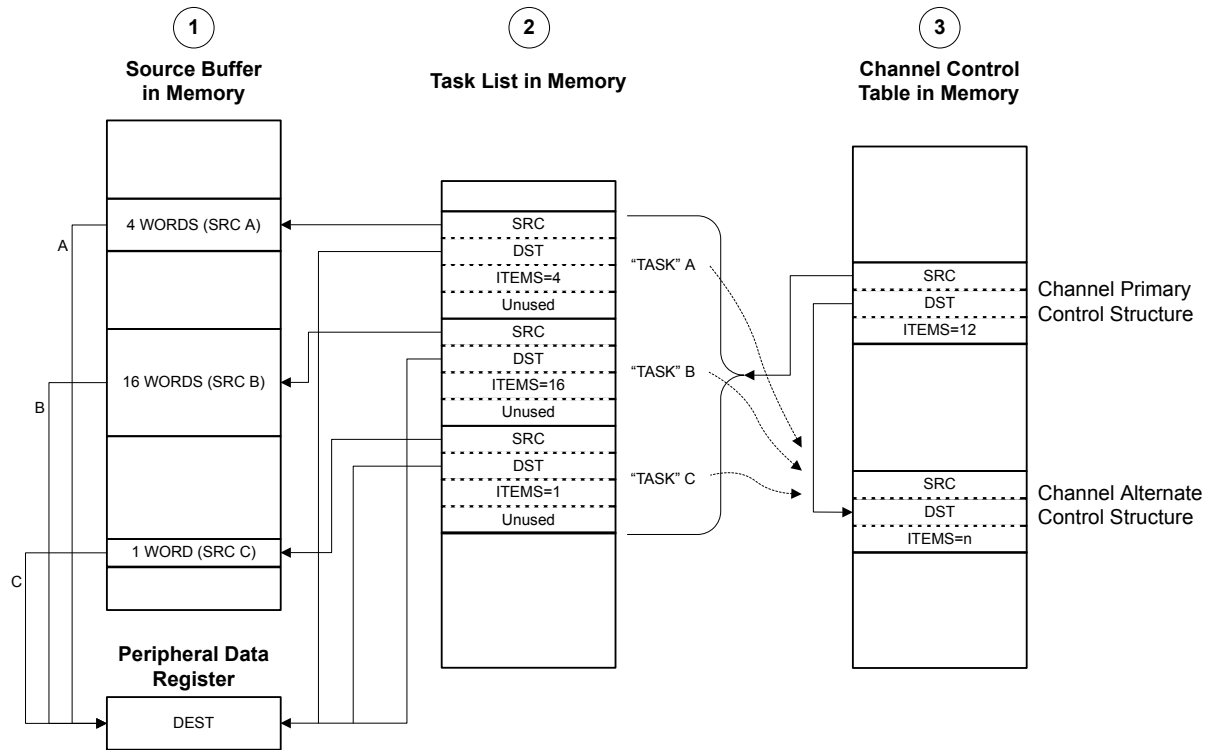 1
Source Buffer
in Memory
4 WORDS (SRC A)
16 WORDS (SRC B)
1 WORD (SRC C)
A
B
C
Peripheral Data
Register
DEST
2
Task List in Memory
SRC
DST
ITEMS=4
Unused
SRC
DST
ITEMS=16
Unused
SRC
DST
ITEMS=1
Unused
“TASK” A
“TASK” B
“TASK” C
3
Channel Control
Table in Memory
SRC
DST
ITEMS=12
Channel Primary
Control Structure
SRC
DST
ITEMS=n
Channel Alternate
Control Structure